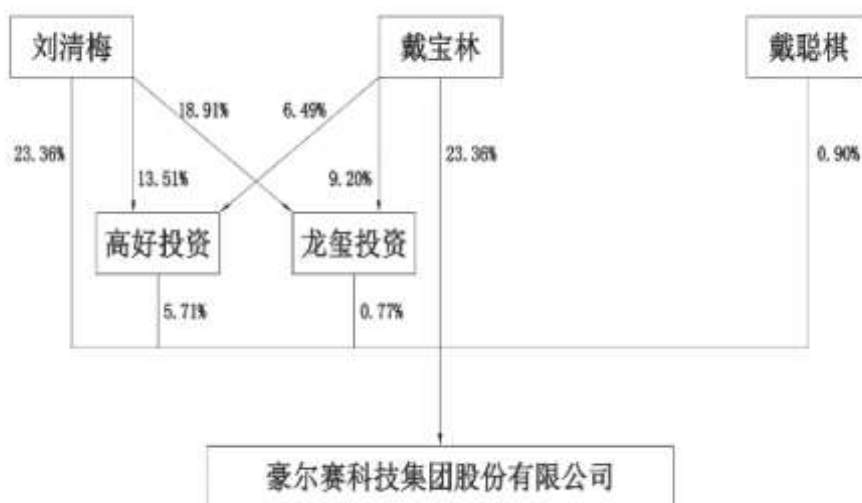 刘清梅
戴宝林
戴聪棋
18.91%
6.49%
23.36%
23.36%
0.90%
13.51%
9.20%
高好投资
龙玺投资
5.71%
0.77%
豪尔赛科技集团股份有限公司